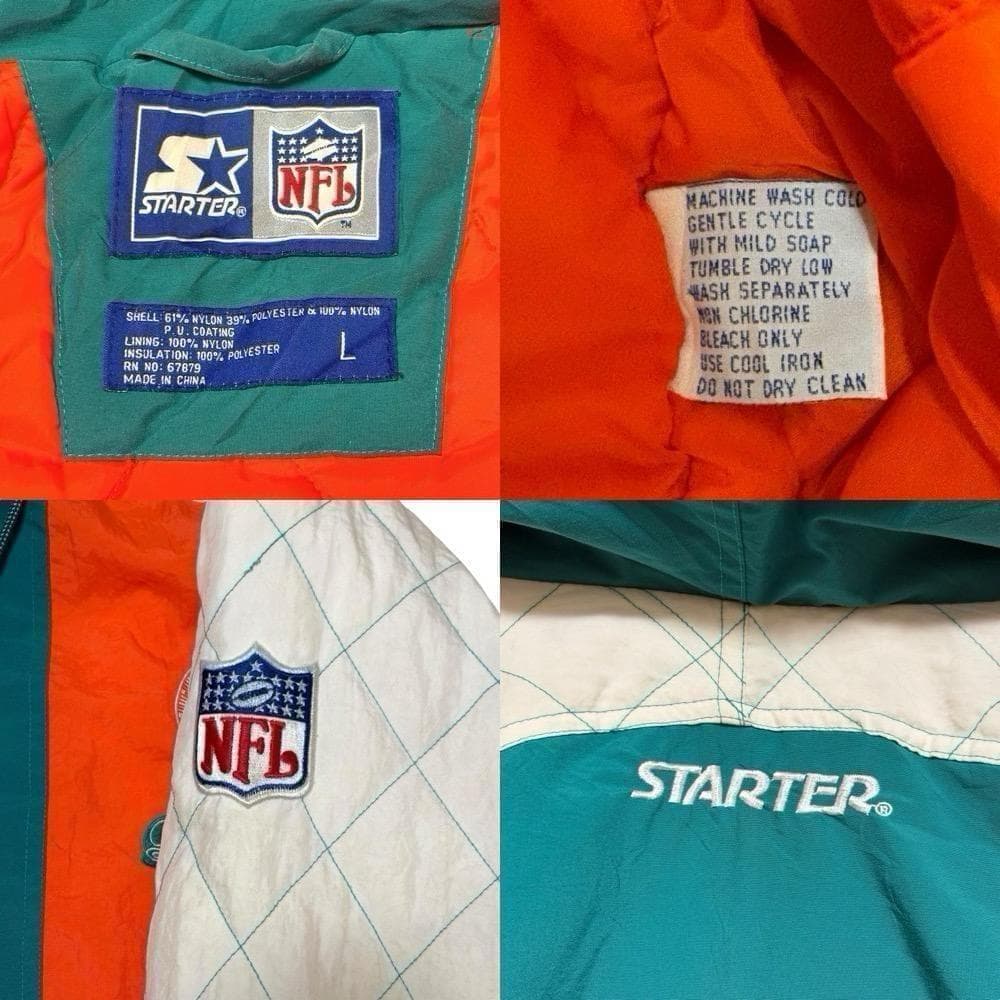 STARTER®
NFL
TM
SHELL: 61% NYLON 39% POLYESTER & 100% NYLON
P.U. COATING
LINING: 100% NYLON
INSULATION: 100% POLYESTER
RN NO: 67879
MADE IN CHINA
L
MACHINE WASH COLD
GENTLE CYCLE
WITH MILD SOAP
TUMBLE DRY LOW
WASH SEPARATELY
NON CHLORINE
BLEACH ONLY
USE COOL IRON
DO NOT DRY CLEAN
NFL
STARTER®